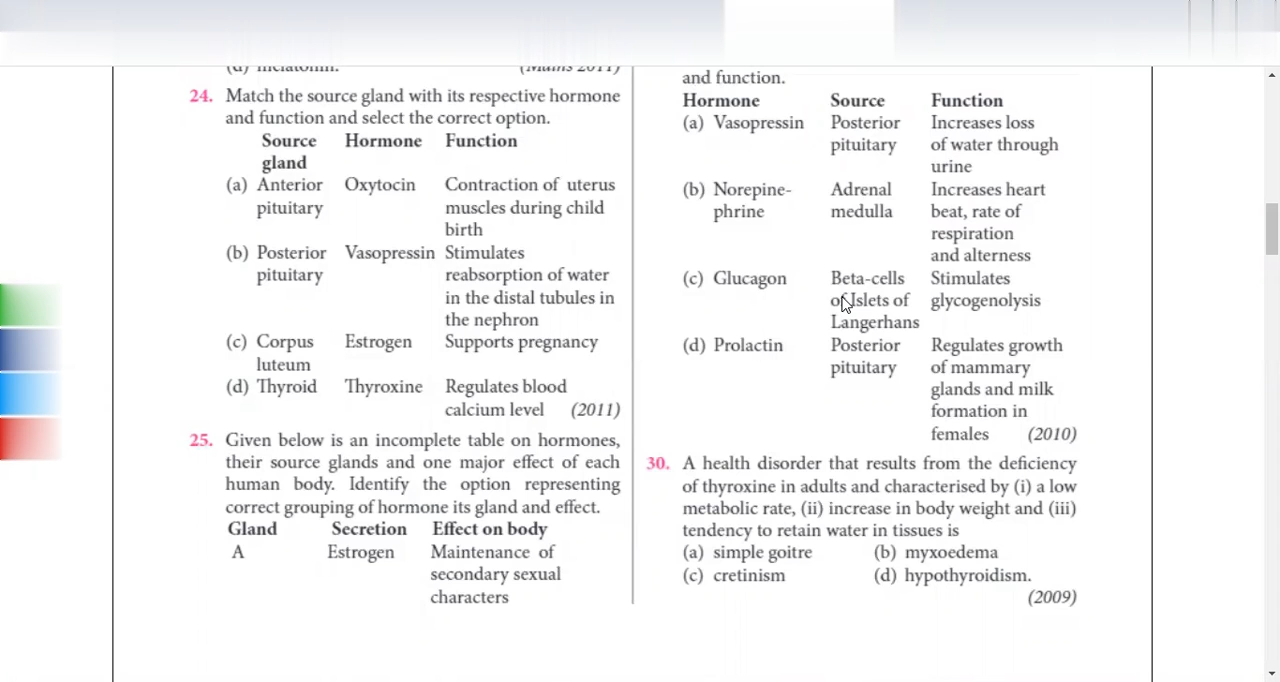 (d) melatonin. (Mains 2011)
24. Match the source gland with its respective hormone
and function and select the correct option.
Source Hormone Function
gland
(a) Anterior Oxytocin Contraction of uterus
pituitary muscles during child
birth
(b) Posterior Vasopressin Stimulates
pituitary reabsorption of water
in the distal tubules in
the nephron
(c) Corpus Estrogen Supports pregnancy
luteum
(d) Thyroid Thyroxine Regulates blood
calcium level (2011)
25. Given below is an incomplete table on hormones,
their source glands and one major effect of each
human body. Identify the option representing
correct grouping of hormone its gland and effect.
Gland Secretion Effect on body
A Estrogen Maintenance of
secondary sexual
characters
and function.
Hormone Source Function
(a) Vasopressin Posterior Increases loss
pituitary of water through
urine
(b) Norepine- Adrenal Increases heart
phrine medulla beat, rate of
respiration
and alterness
(c) Glucagon Beta-cells Stimulates
of Islets of glycogenolysis
Langerhans
(d) Prolactin Posterior Regulates growth
pituitary of mammary
glands and milk
formation in
females (2010)
30. A health disorder that results from the deficiency
of thyroxine in adults and characterised by (i) a low
metabolic rate, (ii) increase in body weight and (iii)
tendency to retain water in tissues is
(a) simple goitre (b) myxoedema
(c) cretinism (d) hypothyroidism.
(2009)